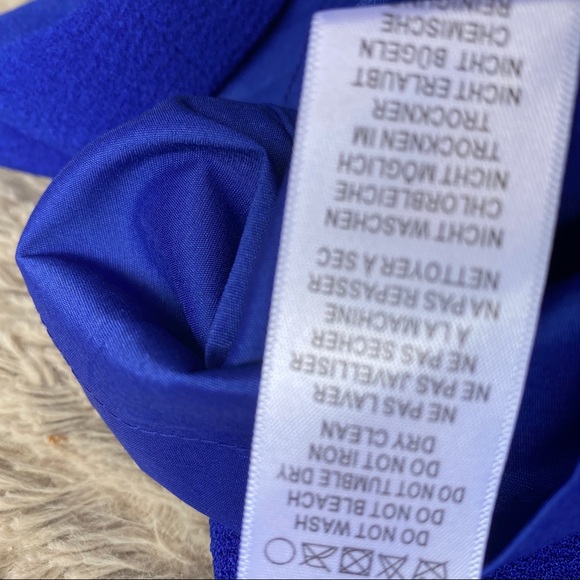 DO NOT WASH
DO NOT BLEACH
DO NOT TUMBLE DRY
DO NOT IRON
DRY CLEAN
NE PAS LAVER
NE PAS JAVELLISER
NE PAS SECHER
À LA MACHINE
NA PAS REPASSER
NETTOYER À SEC
NICHT WASCHEN
CHLORBLEICHE
NICHT MÖGLICH
TROCKNEN IM
TROCKNER
NICHT ERLAUBT
NICHT BÜGELN
CHEMISCHE
REINIGUNG